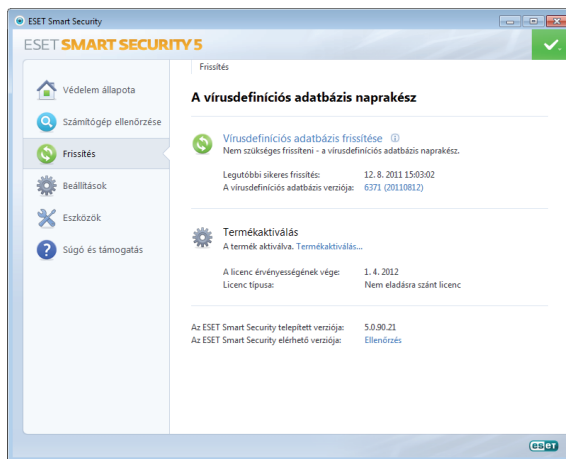 ESET Smart Security
ESET SMART SECURITY 5
Védelem állapota
Számítógép ellenőrzése
Frissítés
Beállítások
Eszközök
Súgó és támogatás
Frissítés
A vírusdefiníciós adatbázis naprakész
Vírusdefiníciós adatbázis frissítése
Nem szükséges frissíteni - a vírusdefiníciós adatbázis naprakész.
Legutóbbi sikeres frissítés: 12. 8. 2011 15:03:02
A vírusdefiníciós adatbázis verziója: 6371 (20110812)
Termékaktiválás
A termék aktiválva. Termékaktiválás...
A licenc érvényességének vége: 1. 4. 2012
Licenc típusa: Nem eladásra szánt licenc
Az ESET Smart Security telepített verziója: 5.0.90.21
Az ESET Smart Security elérhető verziója: Ellenőrzés
eset